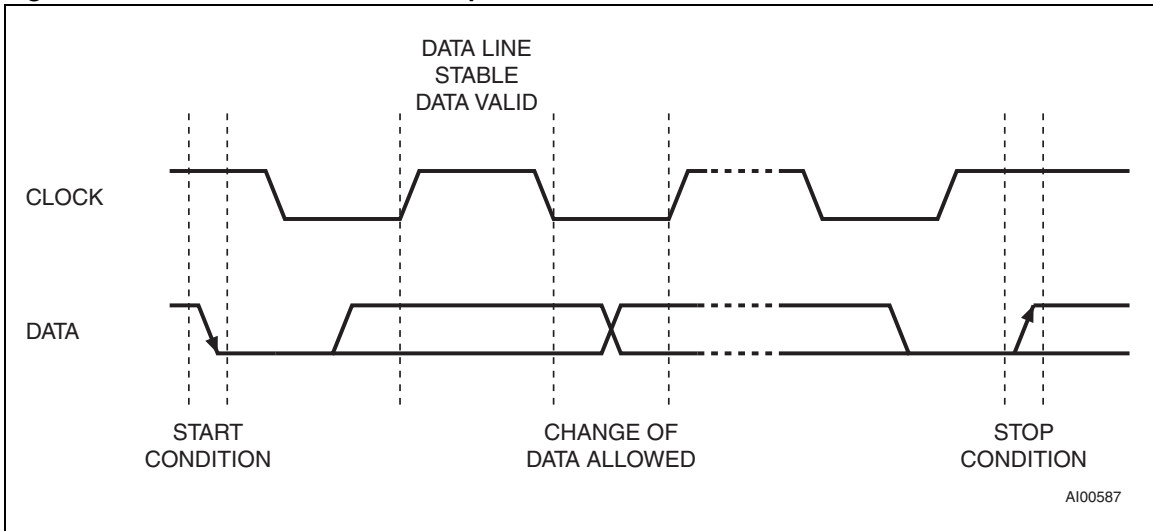 DATA LINE
STABLE
DATA VALID
CLOCK
DATA
START
CONDITION
CHANGE OF
DATA ALLOWED
STOP
CONDITION
AI00587